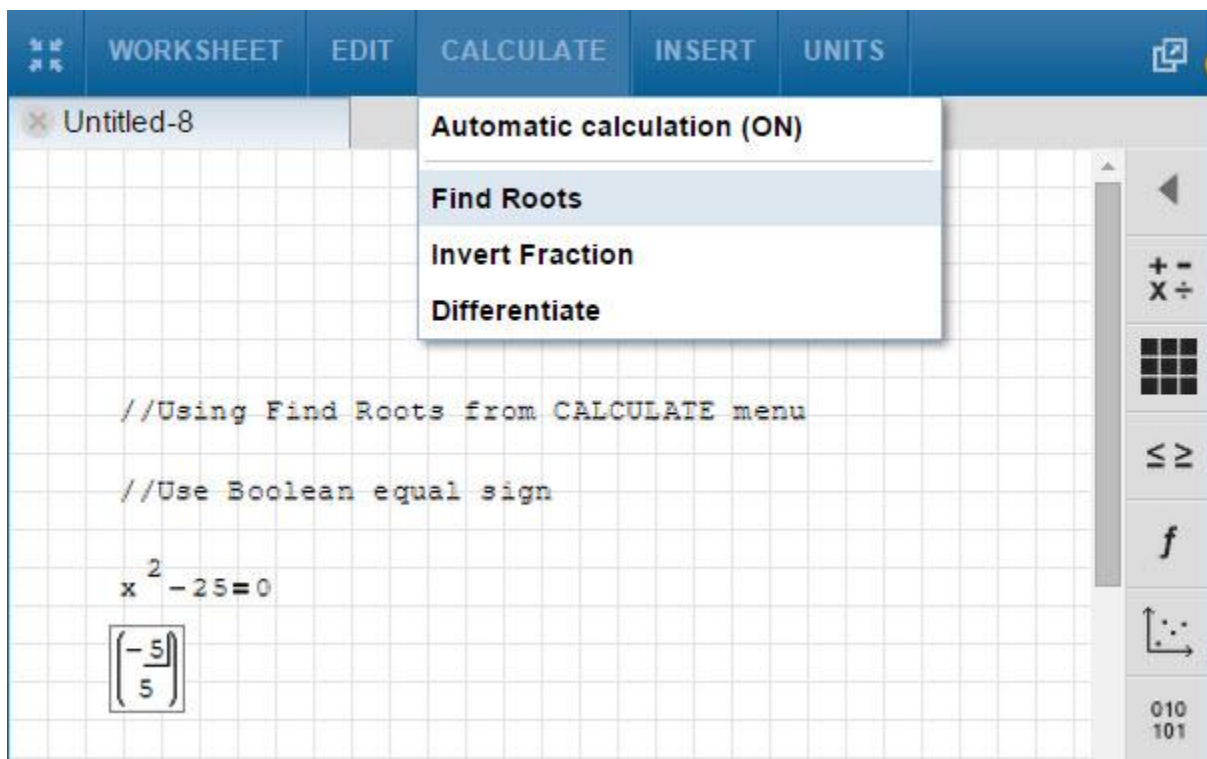 WORKSHEET EDIT CALCULATE INSERT UNITS
Untitled-8
Automatic calculation (ON)
Find Roots
Invert Fraction
Differentiate
//Using Find Roots from CALCULATE menu
//Use Boolean equal sign
x²-25=0
-5
5
+ -
x ÷
≤ ≥
f
010
101